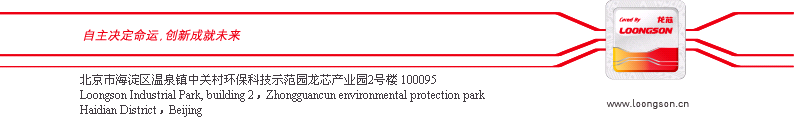 自主决定命运,创新成就未来
Cored By 龙芯
LOONGSON
北京市海淀区温泉镇中关村环保科技示范园龙芯产业园2号楼 100095
Loongson Industrial Park, building 2，Zhongguancun environmental protection park
Haidian District，Beijing
www.loongson.cn